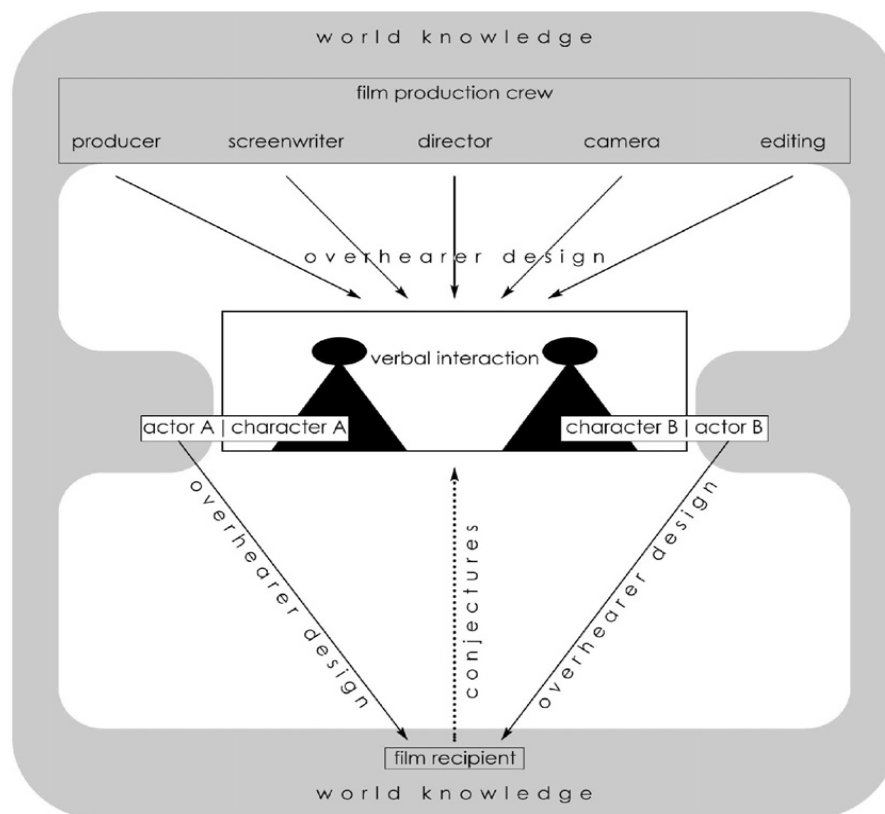 world knowledge
film production crew
producer screenwriter director camera editing
overhearer design
verbal interaction
actor A | character A character B | actor B
overhearer design
conjectures
overhearer design
film recipient
world knowledge